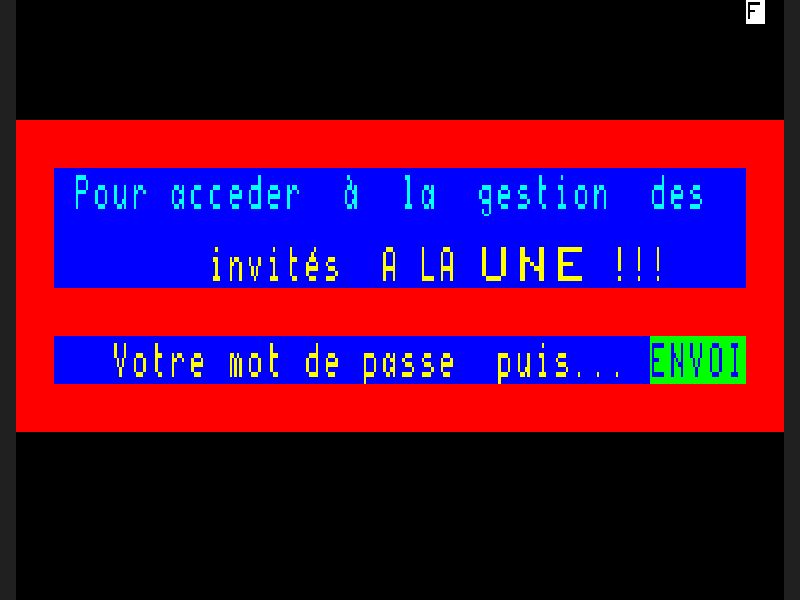 F
Pour acceder à la gestion des
invités A LA UNE !!!
Votre mot de passe puis... ENVOI